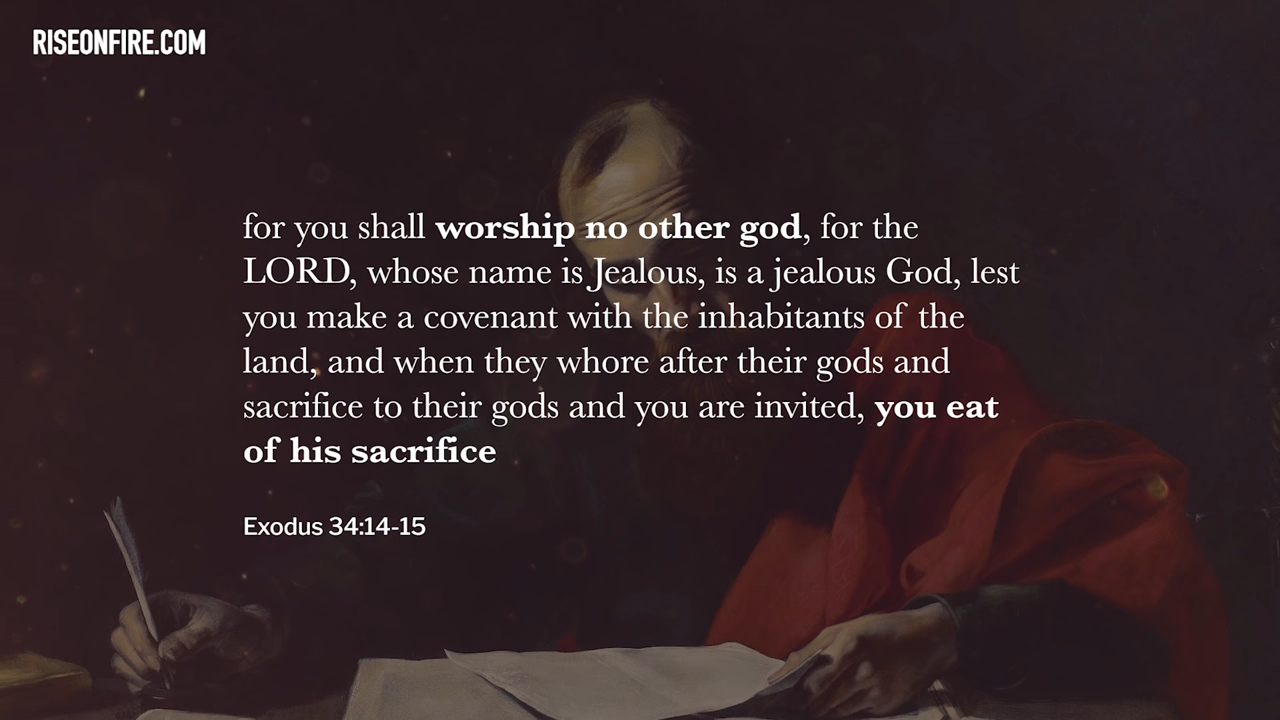 RISEONFIRE.COM
for you shall worship no other god, for the
LORD, whose name is Jealous, is a jealous God, lest
you make a covenant with the inhabitants of the
land, and when they whore after their gods and
sacrifice to their gods and you are invited, you eat
of his sacrifice
Exodus 34:14-15